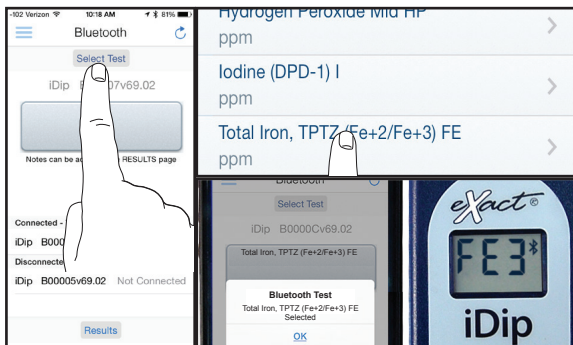 -102 Verizon 10:18 AM 81%
Bluetooth
Select Test
iDip 07v69.02
Notes can be RESULTS page
Connected -
iDip
iDip B00005v69.02 Not Connected
Results
Hydrogen Peroxide Mid HP
ppm
Iodine (DPD-1) I
ppm
Total Iron, TPTZ (Fe+2/Fe+3) FE
ppm
Bluetooth
Select Test
iDip B0000Cv69.02
Total Iron, TPTZ (Fe+2/Fe+3) FE
Bluetooth Test
Total Iron, TPTZ (Fe+2/Fe+3) FE
Selected
OK
eXact®
FE3
iDip